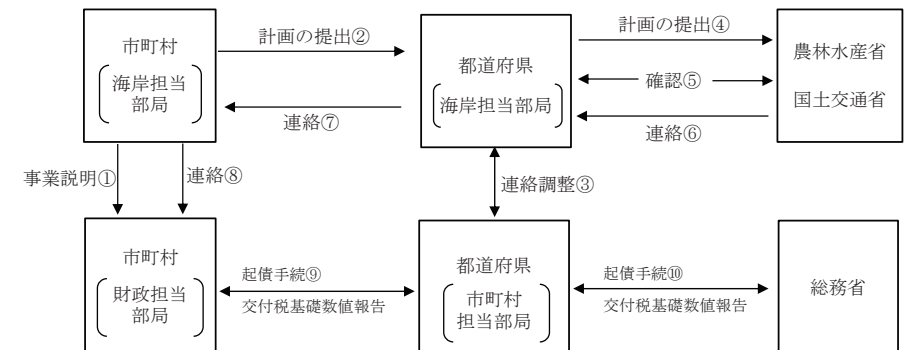 市町村
海岸担当
部局
計画の提出②
連絡⑦
都道府県
海岸担当部局
計画の提出④
確認⑤
連絡⑥
農林水産省
国土交通省
事業説明①
連絡⑧
連絡調整③
市町村
財政担当
部局
起債手続⑨
交付税基礎数値報告
都道府県
市町村
担当部局
起債手続⑩
交付税基礎数値報告
総務省